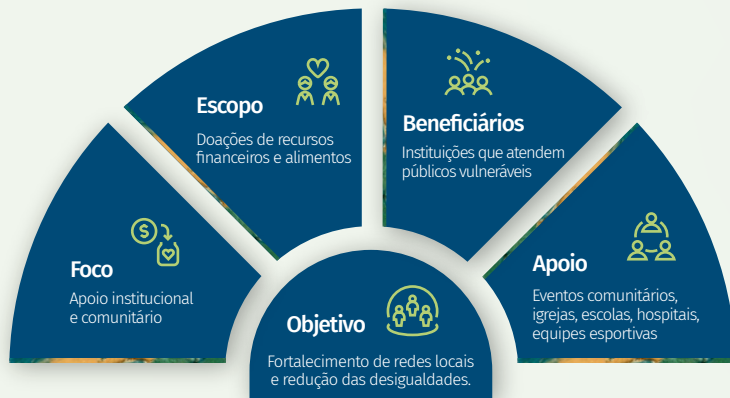 Foco
Apoio institucional
e comunitário
Escopo
Doações de recursos
financeiros e alimentos
Beneficiários
Instituições que atendem
públicos vulneráveis
Apoio
Eventos comunitários,
igrejas, escolas, hospitais,
equipes esportivas
Objetivo
Fortalecimento de redes locais
e redução das desigualdades.